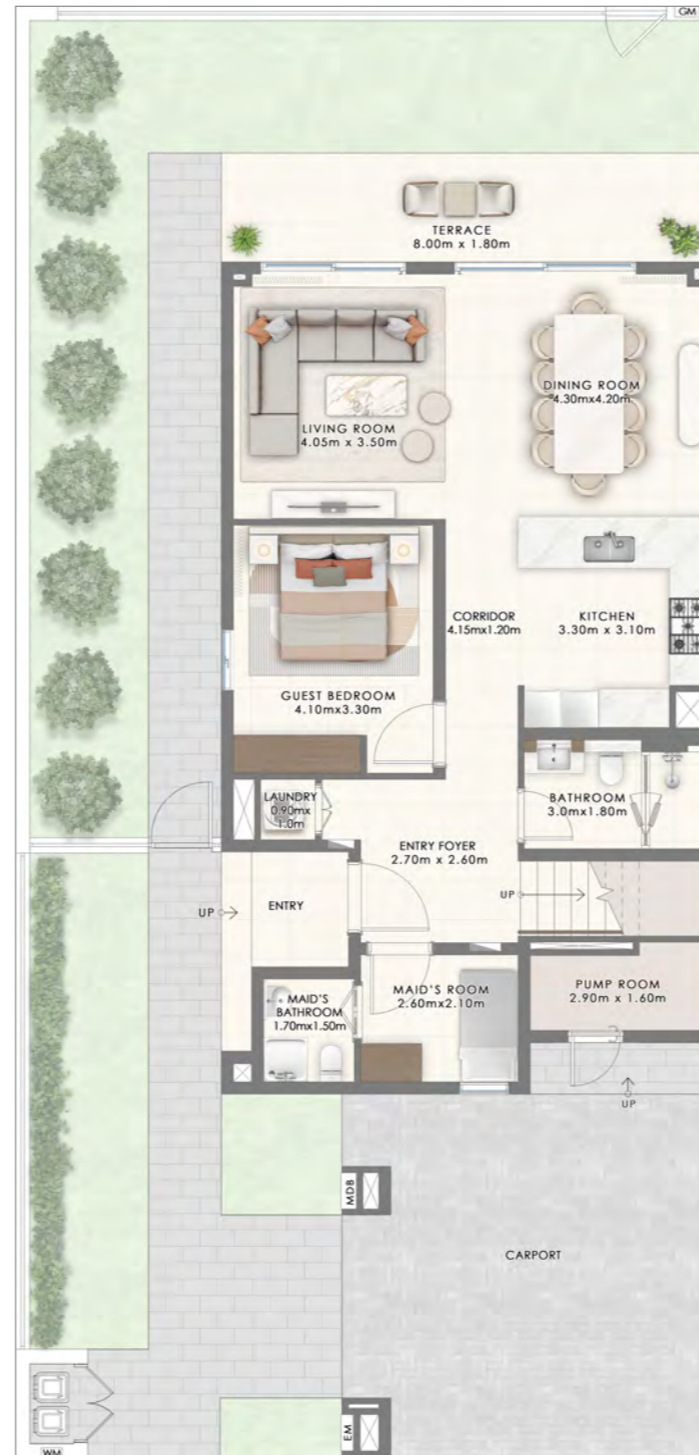 GM
TERRACE
8.00m x 1.80m
DINING ROOM
4.30mx4.20m
LIVING ROOM
4.05m x 3.50m
CORRIDOR
4.15mx1.20m
KITCHEN
3.30m x 3.10m
GUEST BEDROOM
4.10mx3.30m
LAUNDRY
0.90mx
1.0m
BATHROOM
3.0mx1.80m
ENTRY FOYER
2.70m x 2.60m
UP
ENTRY
UP
MAID'S
BATHROOM
1.70mx1.50m
MAID'S ROOM
2.60mx2.10m
PUMP ROOM
2.90m x 1.60m
UP
MDB
CARPORT
EM
WM